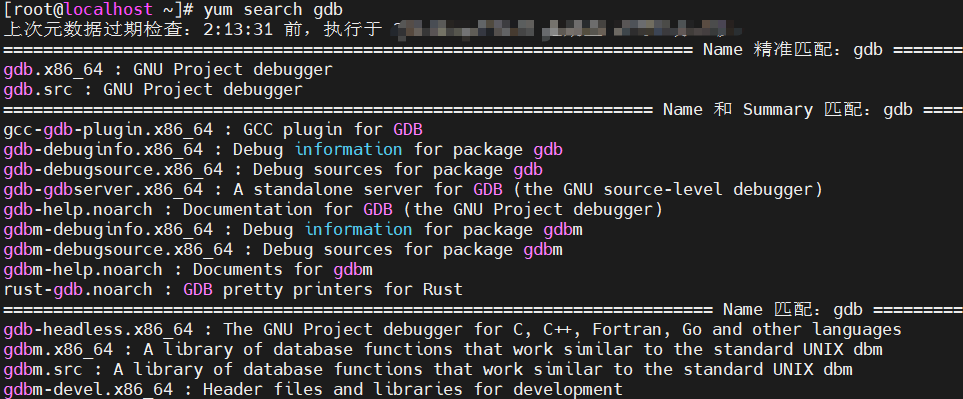 [root@localhost ~]# yum search gdb
上次元数据过期检查：2:13:31 前，执行于
======================================================================= Name 精准匹配：gdb =======
gdb.x86_64 : GNU Project debugger
gdb.src : GNU Project debugger
=================================================================== Name 和 Summary 匹配：gdb ====
gcc-gdb-plugin.x86_64 : GCC plugin for GDB
gdb-debuginfo.x86_64 : Debug information for package gdb
gdb-debugsource.x86_64 : Debug sources for package gdb
gdb-gdbserver.x86_64 : A standalone server for GDB (the GNU source-level debugger)
gdb-help.noarch : Documentation for GDB (the GNU Project debugger)
gdbm-debuginfo.x86_64 : Debug information for package gdbm
gdbm-debugsource.x86_64 : Debug sources for package gdbm
gdbm-help.noarch : Documents for gdbm
rust-gdb.noarch : GDB pretty printers for Rust
========================================================================= Name 匹配：gdb =========
gdb-headless.x86_64 : The GNU Project debugger for C, C++, Fortran, Go and other languages
gdbm.x86_64 : A library of database functions that work similar to the standard UNIX dbm
gdbm.src : A library of database functions that work similar to the standard UNIX dbm
gdbm-devel.x86_64 : Header files and libraries for development